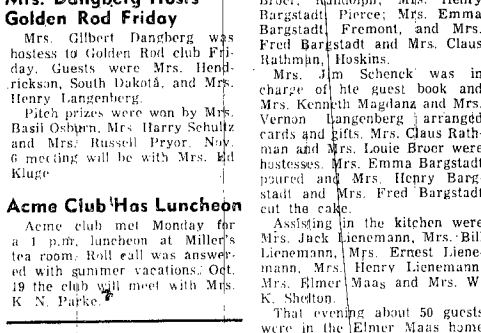 Mrs. Dangberg Hosts
Golden Rod Friday
Mrs. Gilbert Dangberg was
hostess to Golden Rod club Fri-
day. Guests were Mrs. Hend-
rickson, South Dakota, and Mrs.
Henry Langenberg.
Pitch prizes were won by Mrs.
Basil Osburn, Mrs Harry Schultz
and Mrs. Russell Pryor. Nov.
6 meeting will be with Mrs. Ed
Kluge
Acme Club Has Luncheon
Acme club met Monday for
a 1 p.m. luncheon at Miller's
tea room. Roll call was answer-
ed with summer vacations. Oct.
19 the club will meet with Mrs.
K N. Parke.
Broer, Randolph; Mrs. Henry
Bargstadt, Pierce; Mrs. Emma
Bargstadt, Fremont, and Mrs.
Fred Bargstadt and Mrs. Claus
Rathman, Hoskins.
Mrs. Jim Schenck was in
charge of hte guest book and
Mrs. Kenneth Magdanz and Mrs.
Vernon Langenberg arranged
cards and gifts. Mrs. Claus Rath-
man and Mrs. Louie Broer were
hostesses. Mrs. Emma Bargstadt
poured and Mrs. Henry Barg-
stadt and Mrs. Fred Bargstadt
cut the cake.
Assisting in the kitchen were
Mrs. Jack Lienemann, Mrs. Bill
Lienemann, Mrs. Ernest Liene-
mann, Mrs. Henry Lienemann
Mrs. Elmer Maas and Mrs. W
K. Shelton.
That evening about 50 guests
were in the Elmer Maas home